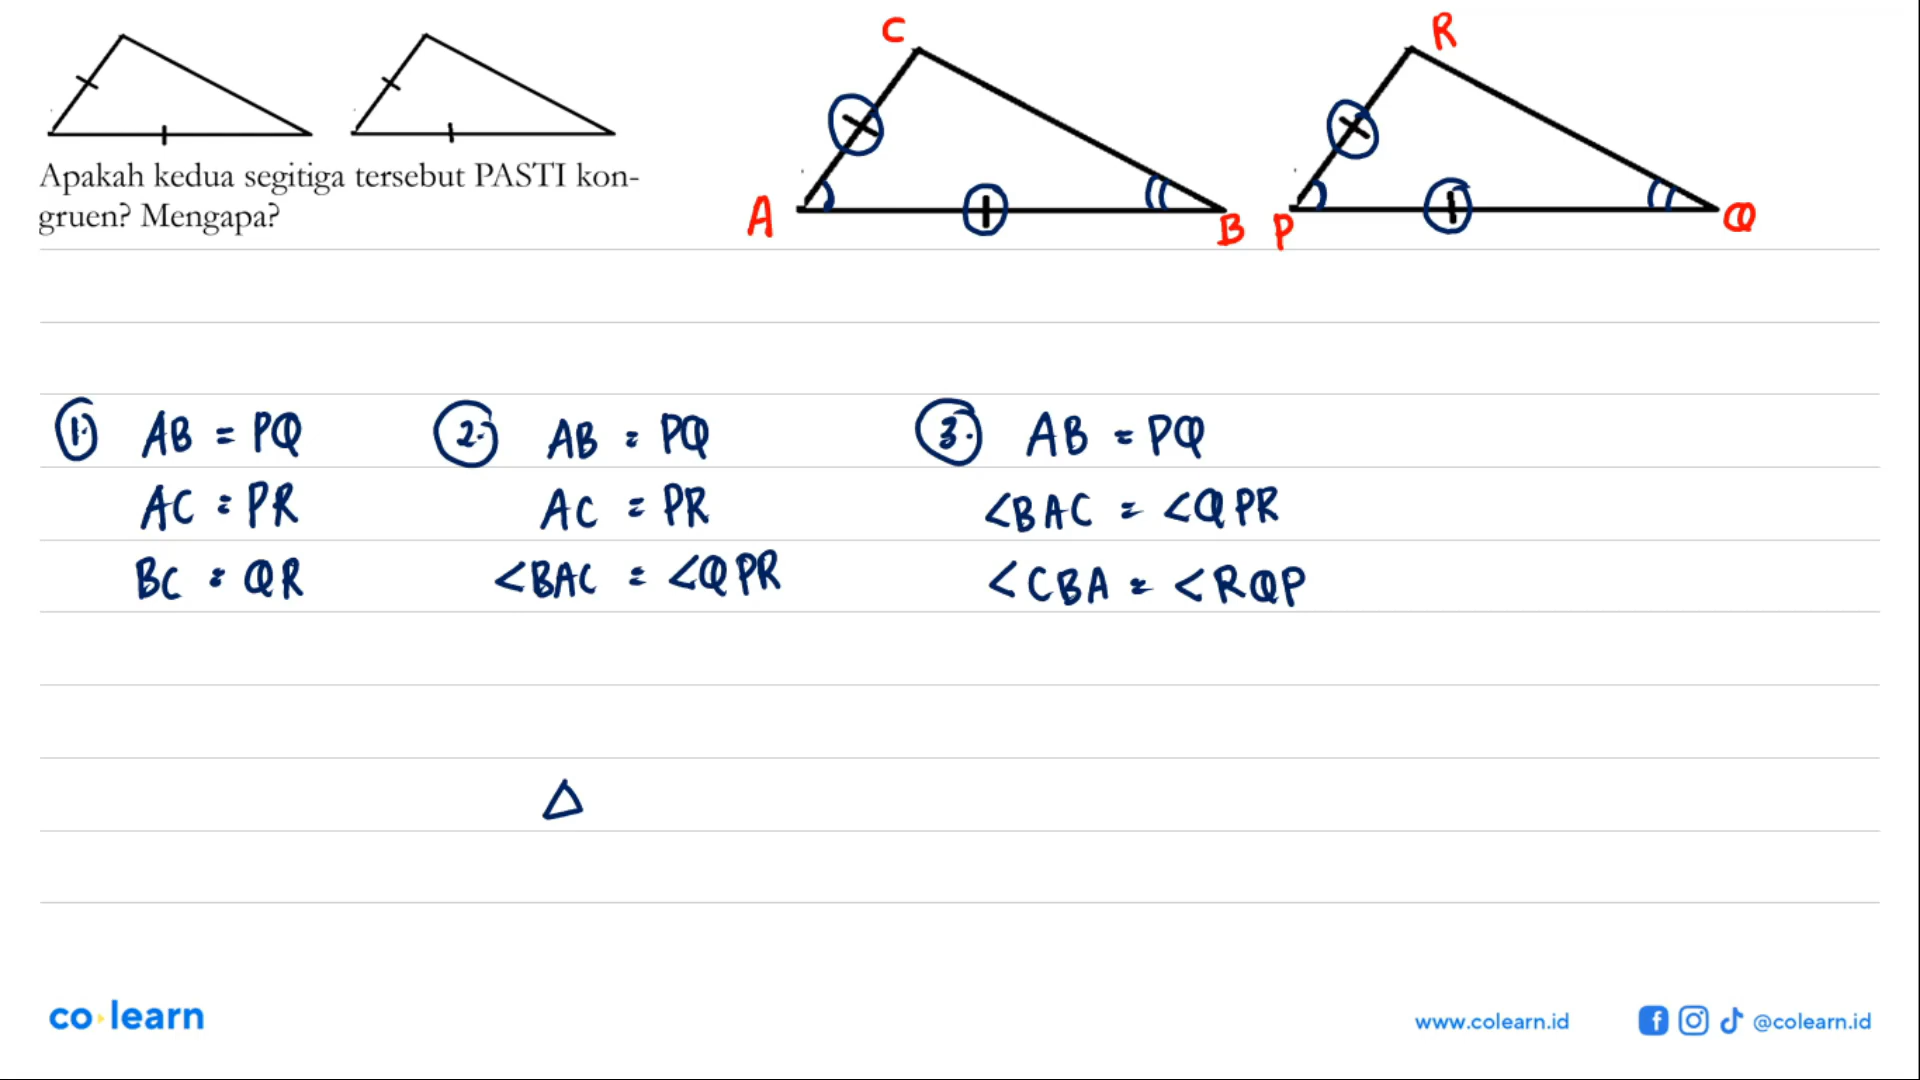 C
R
A
B
P
Q
Apakah kedua segitiga tersebut PASTI kon-
gruen? Mengapa?
1. AB = PQ
AC = PR
BC = QR
2. AB = PQ
AC = PR
<BAC = <QPR
3. AB = PQ
<BAC = <QPR
<CBA = <RQP
△
co learn
www.colearn.id
@colearn.id